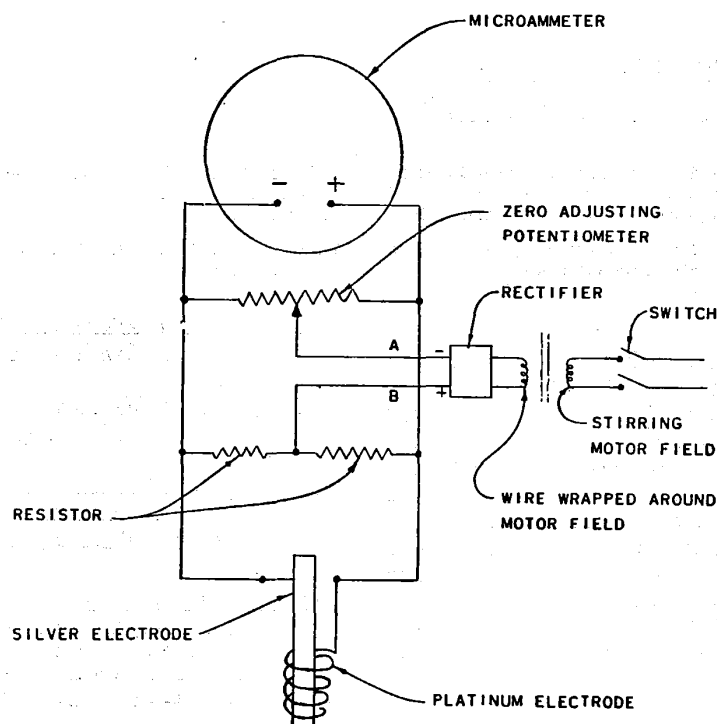 MICROAMMETER
- +
ZERO ADJUSTING
POTENTIOMETER
RECTIFIER
SWITCH
A -
B +
STIRRING
MOTOR FIELD
WIRE WRAPPED AROUND
MOTOR FIELD
RESISTOR
SILVER ELECTRODE
PLATINUM ELECTRODE